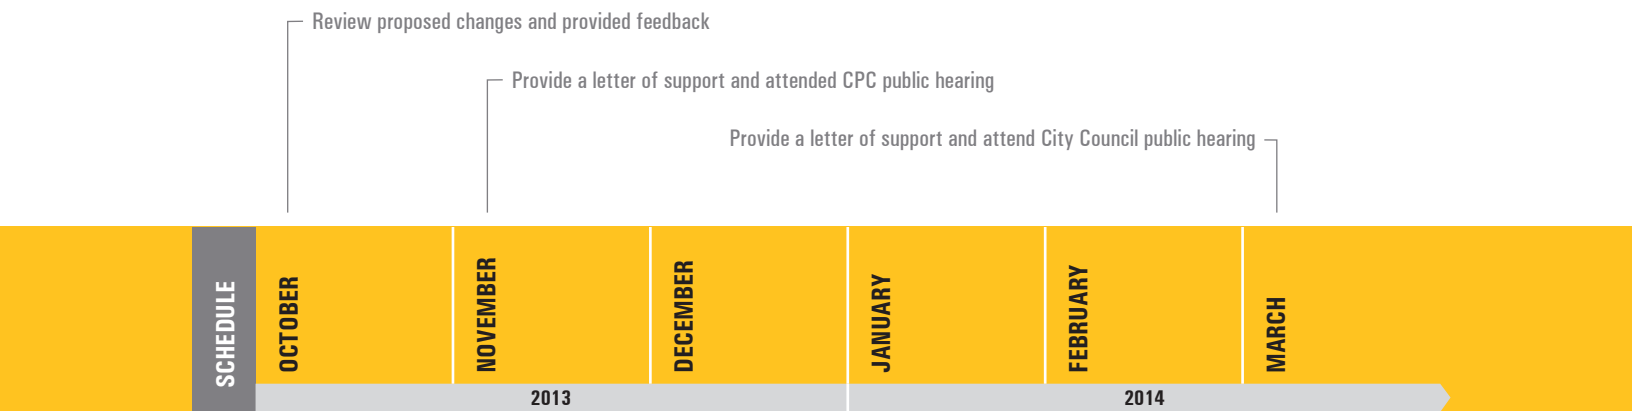 Review proposed changes and provided feedback
Provide a letter of support and attended CPC public hearing
Provide a letter of support and attend City Council public hearing
SCHEDULE
OCTOBER
NOVEMBER
DECEMBER
JANUARY
FEBRUARY
MARCH
2013
2014